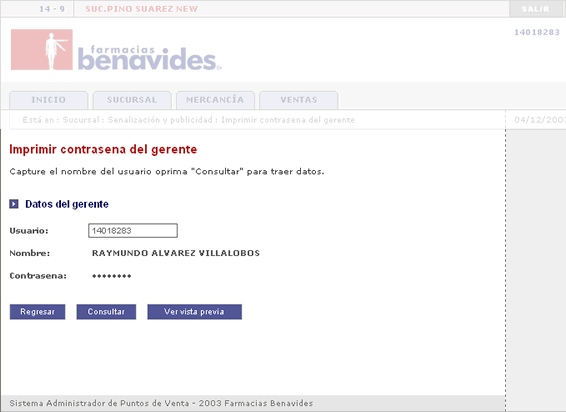 14 - 9 SUC.PINO SUAREZ NEW SALIR
14018283
farmacias
benavides
INICIO SUCURSAL MERCANCÍA VENTAS
Está en : Sucursal : Senalización y publicidad : Imprimir contrasena del gerente 04/12/2003
Imprimir contrasena del gerente
Capture el nombre del usuario oprima "Consultar" para traer datos.
Datos del gerente
Usuario: 14018283
Nombre: RAYMUNDO ALVAREZ VILLALOBOS
Contrasena: ••••••••
Regresar Consultar Ver vista previa
Sistema Administrador de Puntos de Venta - 2003 Farmacias Benavides